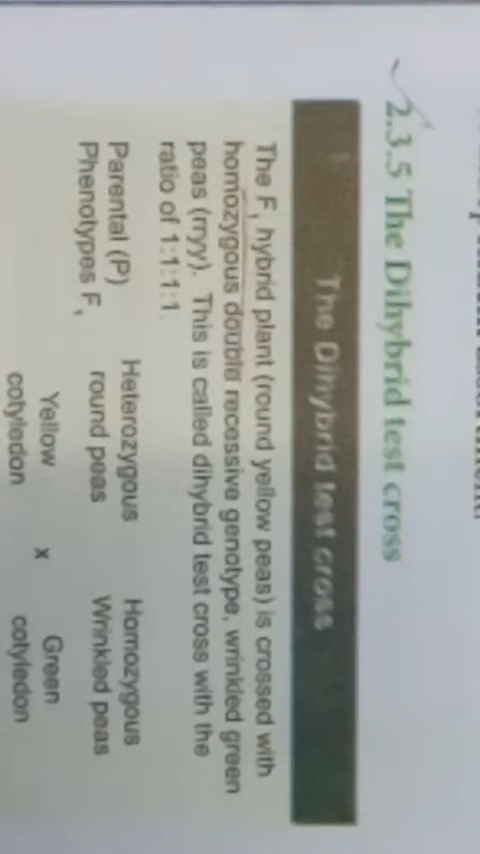 2.3.5 The Dihybrid test cross
The Dihybrid test cross
The F₁ hybrid plant (round yellow peas) is crossed with
homozygous double recessive genotype, wrinkled green
peas (rryy). This is called dihybrid test cross with the
ratio of 1:1:1:1.
Parental (P) Heterozygous Homozygous
Phenotypes F₁ round peas Wrinkled peas
Yellow x Green
cotyledon cotyledon